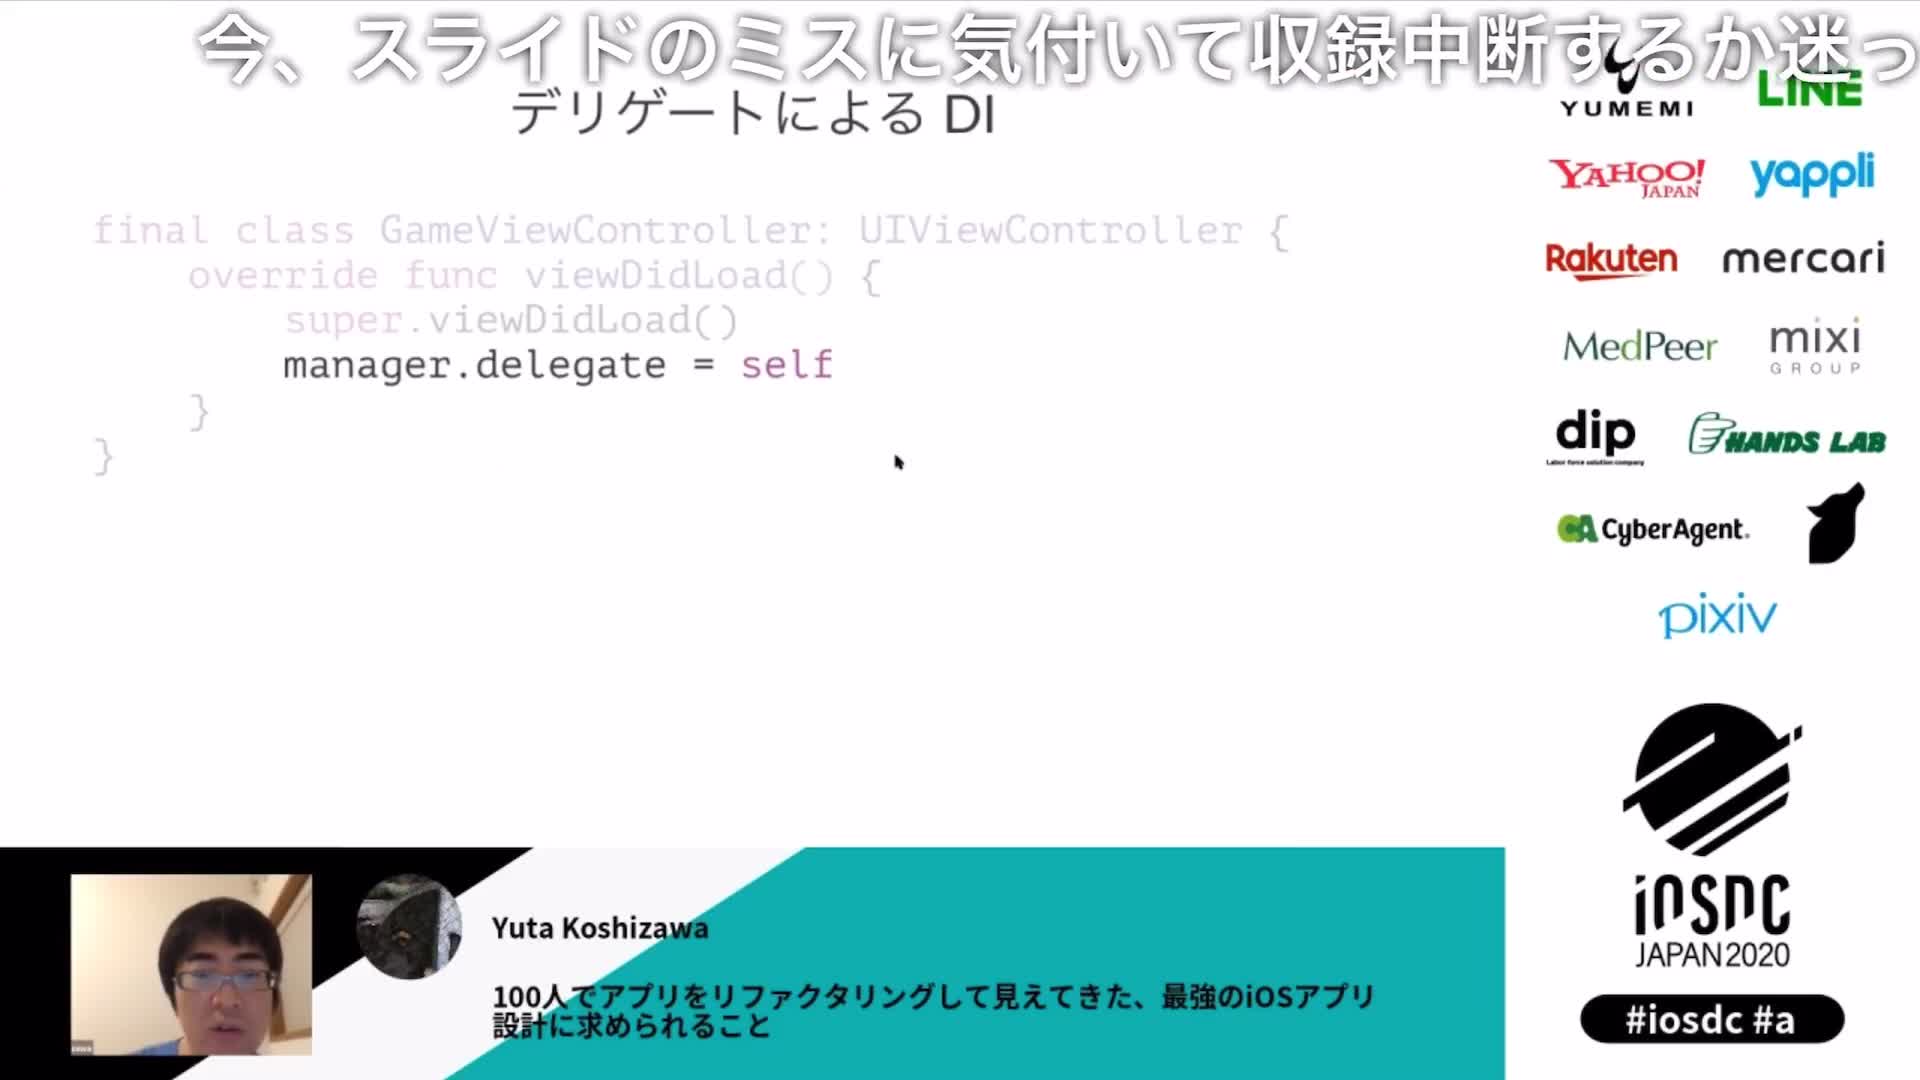 今、スライドのミスに気付いて収録中断するか迷っ
デリゲートによる DI
final class GameViewController: UIViewController {
override func viewDidLoad() {
super.viewDidLoad()
manager.delegate = self
}
}
YUMEMI
LINE
YAHOO!
JAPAN
yappli
Rakuten
mercari
MedPeer
mixi
GROUP
dip
Labor force solution company
HANDS LAB
CA CyberAgent.
pixiv
iOSDC
JAPAN 2020
#iosdc #a
Yuta Koshizawa
100人でアプリをリファクタリングして見えてきた、最強のiOSアプリ
設計に求められること